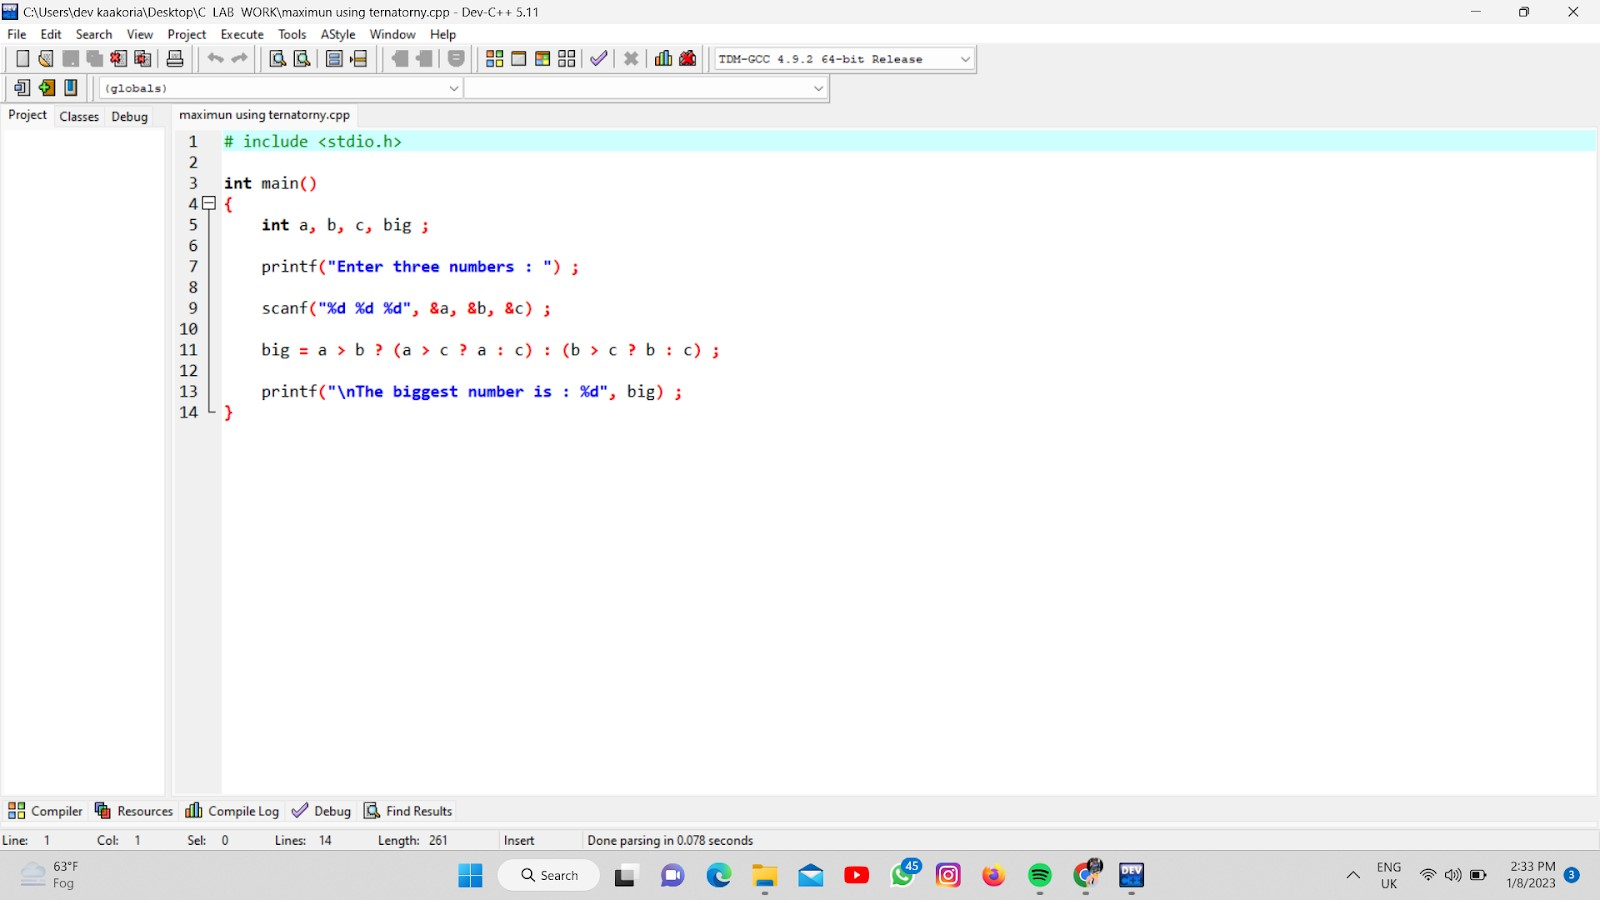 C:\Users\dev kaakoria\Desktop\C LAB WORK\maximun using ternatorny.cpp - Dev-C++ 5.11
File Edit Search View Project Execute Tools AStyle Window Help
TDM-GCC 4.9.2 64-bit Release
(globals)
Project Classes Debug maximun using ternatorny.cpp
1 # include <stdio.h>
2
3 int main()
4 {
5 int a, b, c, big ;
6
7 printf("Enter three numbers : ") ;
8
9 scanf("%d %d %d", &a, &b, &c) ;
10
11 big = a > b ? (a > c ? a : c) : (b > c ? b : c) ;
12
13 printf("\nThe biggest number is : %d", big) ;
14 }
Compiler Resources Compile Log Debug Find Results
Line: 1 Col: 1 Sel: 0 Lines: 14 Length: 261 Insert Done parsing in 0.078 seconds
63°F
Fog
Search
45
DEV
ENG
UK
2:33 PM
1/8/2023
3